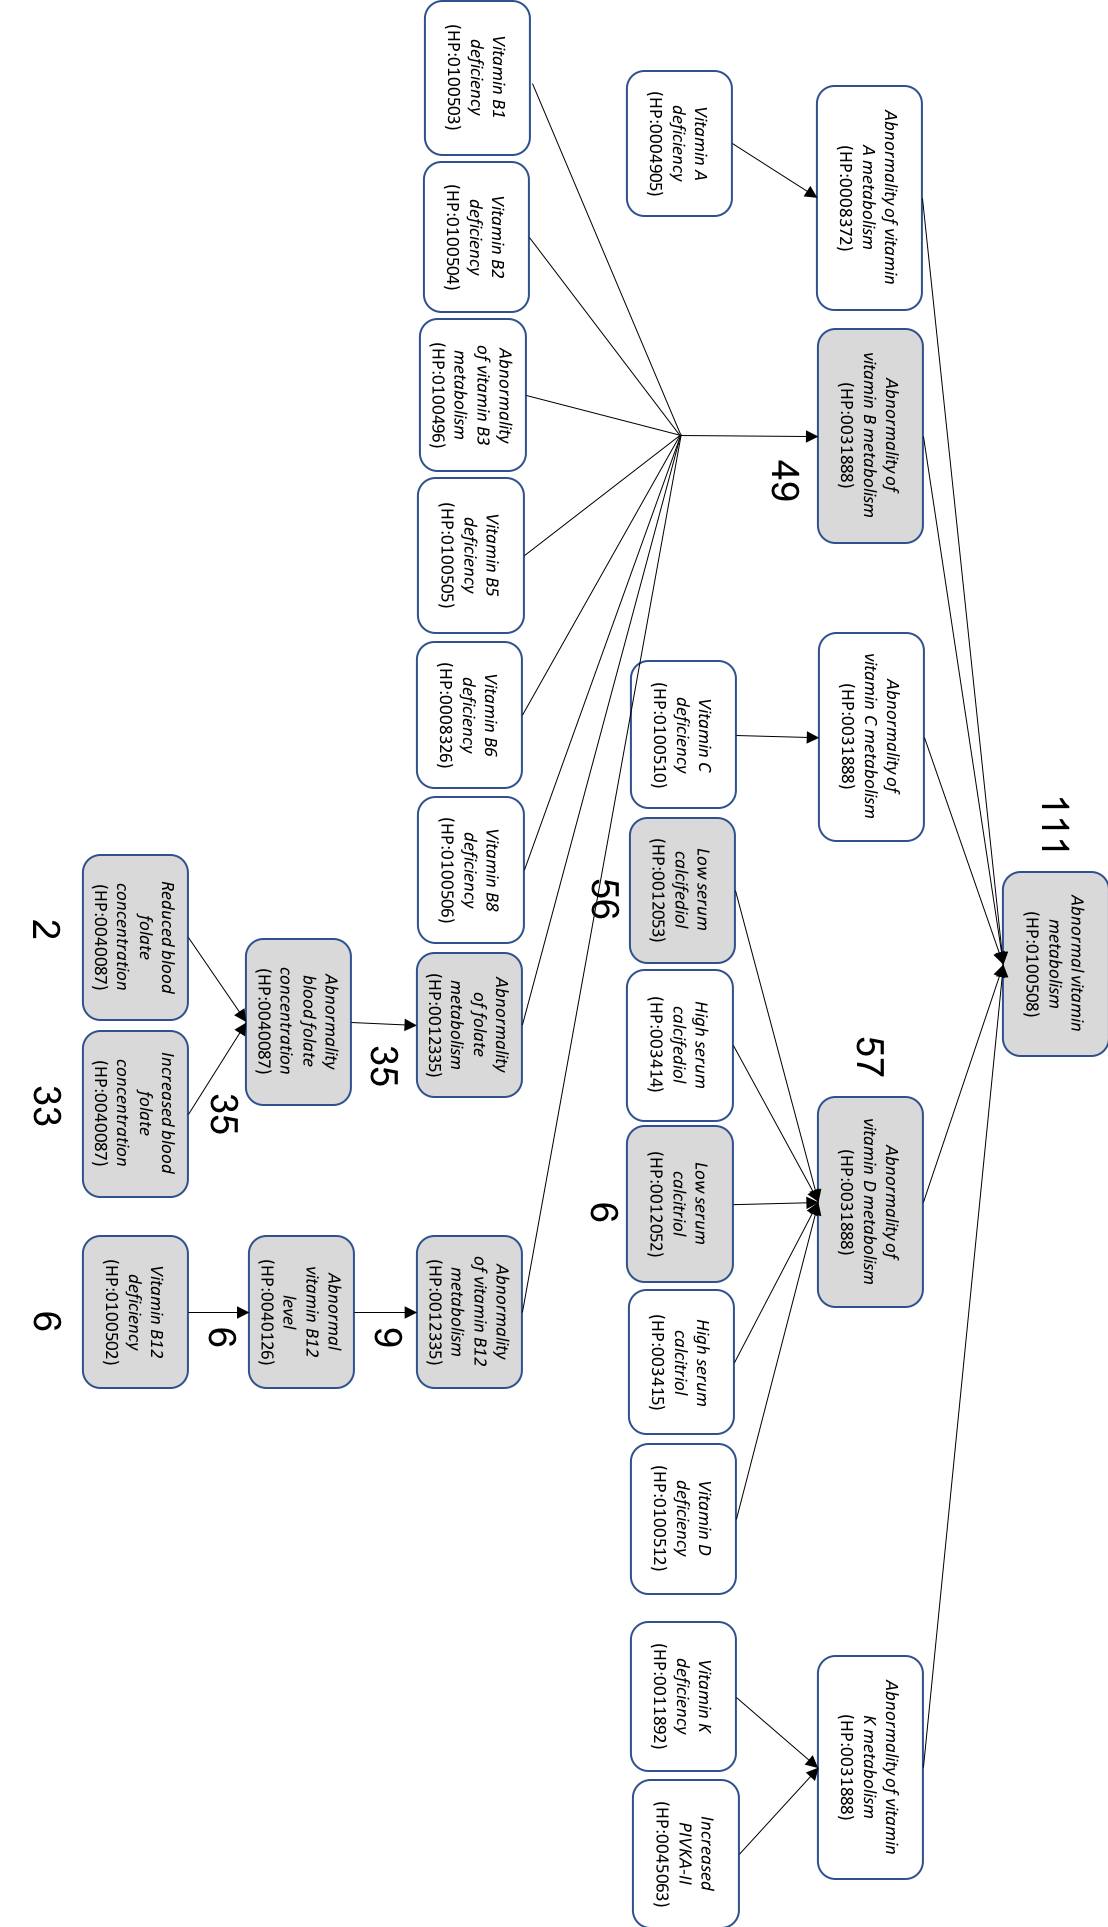 111
Abnormal vitamin
metabolism
(HP:0100508)
Abnormality of vitamin
A metabolism
(HP:0008372)
Abnormality of
vitamin B metabolism
(HP:0031888)
49
Abnormality of
vitamin C metabolism
(HP:0031888)
57
Abnormality of
vitamin D metabolism
(HP:0031888)
Abnormality of vitamin
K metabolism
(HP:0031888)
Vitamin A
deficiency
(HP:0004905)
Vitamin C
deficiency
(HP:0100510)
Low serum
calcifediol
(HP:0012053)
56
High serum
calcifediol
(HP:003414)
Low serum
calcitriol
(HP:0012052)
6
High serum
calcitriol
(HP:003415)
Vitamin D
deficiency
(HP:0100512)
Vitamin K
deficiency
(HP:0011892)
Increased
PIVKA-II
(HP:0045063)
Vitamin B1
deficiency
(HP:0100503)
Vitamin B2
deficiency
(HP:0100504)
Abnormality
of vitamin B3
metabolism
(HP:0100496)
Vitamin B5
deficiency
(HP:0100505)
Vitamin B6
deficiency
(HP:0008326)
Vitamin B8
deficiency
(HP:0100506)
Abnormality
of folate
metabolism
(HP:0012335)
35
Abnormality
of vitamin B12
metabolism
(HP:0012335)
9
Abnormality
blood folate
concentration
(HP:0040087)
35
Abnormal
vitamin B12
level
(HP:0040126)
6
Reduced blood
folate
concentration
(HP:0040087)
2
Increased blood
folate
concentration
(HP:0040087)
33
Vitamin B12
deficiency
(HP:0100502)
6